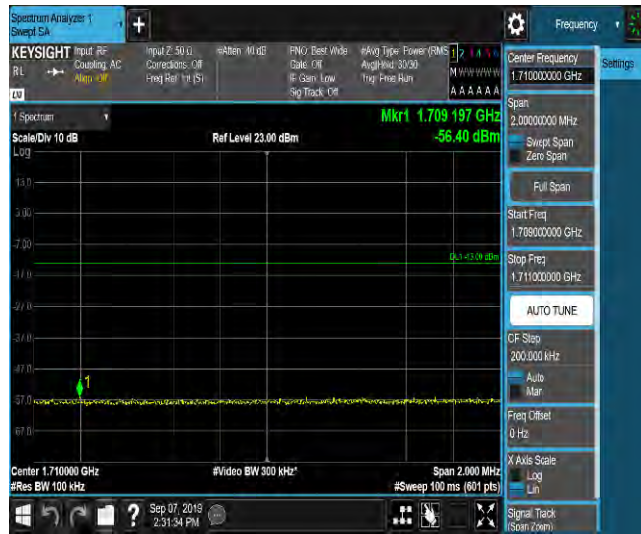 Spectrum Analyzer 1
Swept SA
Frequency
KEYSIGHT
Input: RF
Input Z: 50 Ω
#Atten: 40 dB
PNO: Best Wide
#Avg Type: Power (RMS
1 2 3 4 5 6
RL
Coupling: AC
Corrections: Off
Gate: Off
Avg|Hold: 30/30
M W W W W W
Align: Off
Freq Ref: Int (S)
IF Gain: Low
Trig: Free Run
Sig Track: Off
A A A A A A
LXI
1 Spectrum
Mkr1 1.709 197 GHz
Scale/Div 10 dB
Ref Level 23.00 dBm
-56.40 dBm
Log
13.0
3.00
-7.00
DL1 -13.00 dBm
-17.0
-27.0
-37.0
-47.0
1
-57.0
-67.0
Center 1.710000 GHz
#Video BW 300 kHz*
Span 2.000 MHz
#Res BW 100 kHz
#Sweep 100 ms (601 pts)
Sep 07, 2019
2:31:34 PM
Center Frequency
1.710000000 GHz
Settings
Span
2.00000000 MHz
Swept Span
Zero Span
Full Span
Start Freq
1.709000000 GHz
Stop Freq
1.711000000 GHz
AUTO TUNE
CF Step
200.000 kHz
Auto
Man
Freq Offset
0 Hz
X Axis Scale
Log
Lin
Signal Track
(Span Zoom)